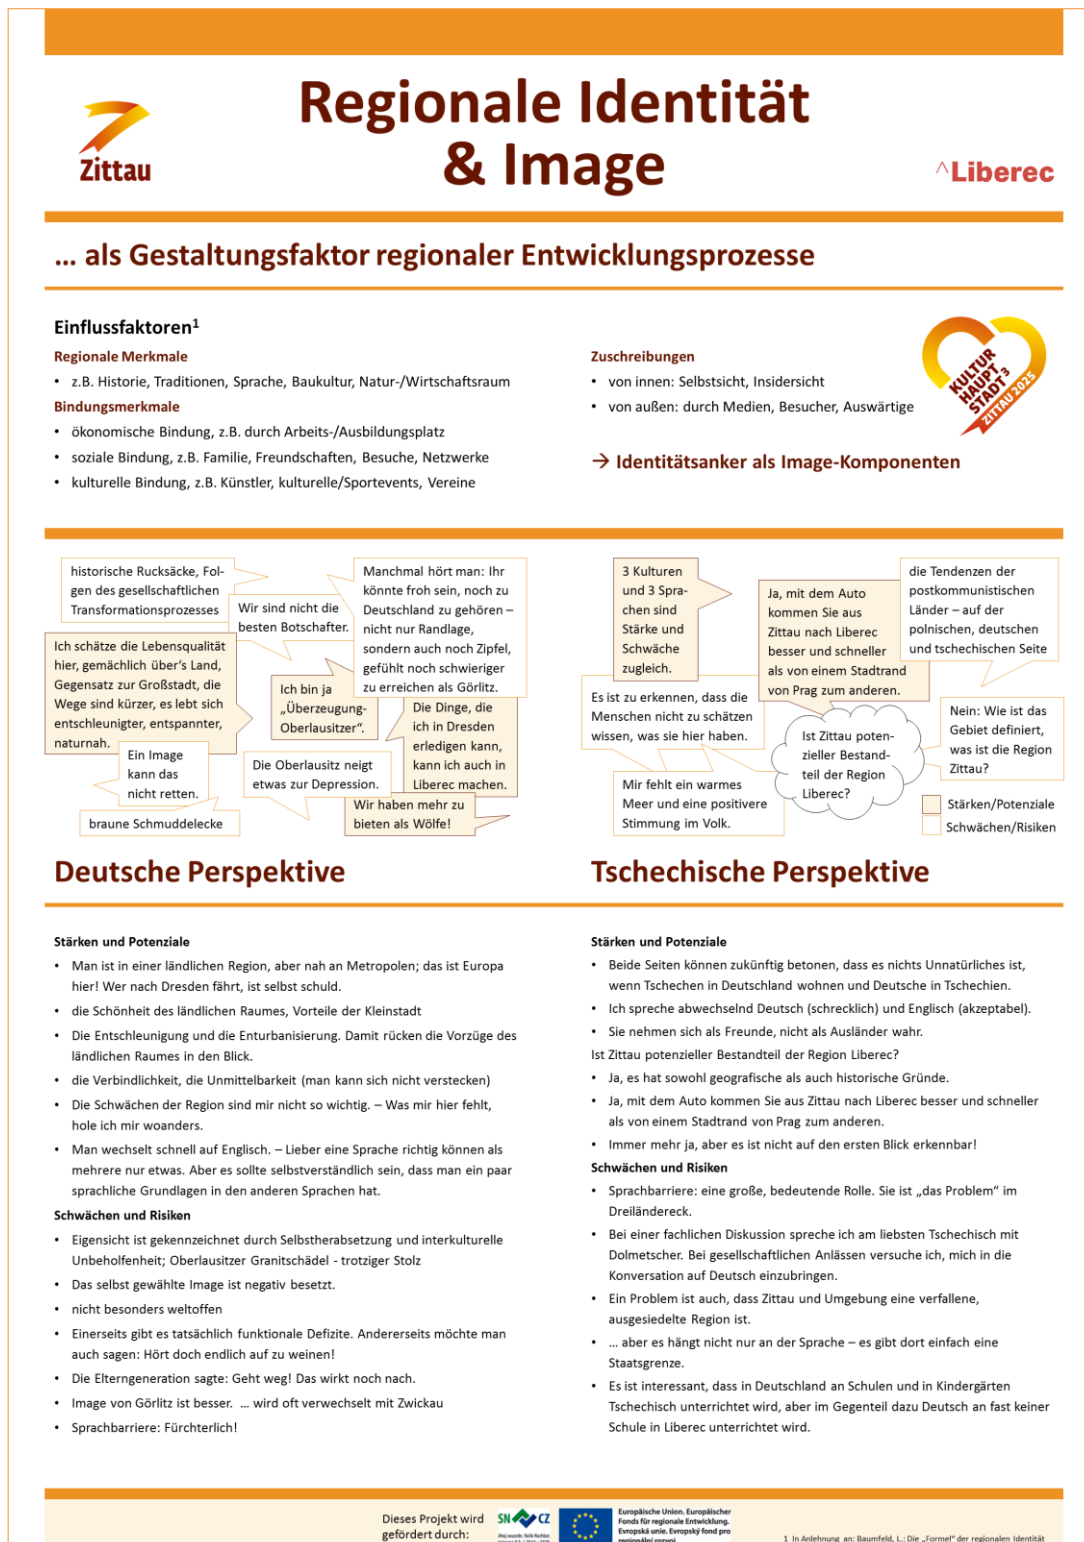 Regionale Identität
& Image
Zittau
^Liberec
... als Gestaltungsfaktor regionaler Entwicklungsprozesse
Einflussfaktoren¹
Regionale Merkmale
• z.B. Historie, Traditionen, Sprache, Baukultur, Natur-/Wirtschaftsraum
Bindungsmerkmale
• ökonomische Bindung, z.B. durch Arbeits-/Ausbildungsplatz
• soziale Bindung, z.B. Familie, Freundschaften, Besuche, Netzwerke
• kulturelle Bindung, z.B. Künstler, kulturelle/Sportevents, Vereine
Zuschreibungen
• von innen: Selbstsicht, Insidersicht
• von außen: durch Medien, Besucher, Auswärtige
→ Identitätsanker als Image-Komponenten
KULTUR
HAUPT
STADT³
ZITTAU 2025
historische Rucksäcke, Fol-
gen des gesellschaftlichen
Transformationsprozesses
Wir sind nicht die
besten Botschafter.
Manchmal hört man: Ihr
könnte froh sein, noch zu
Deutschland zu gehören –
nicht nur Randlage,
sondern auch noch Zipfel,
gefühlt noch schwieriger
zu erreichen als Görlitz.
Ich schätze die Lebensqualität
hier, gemächlich über's Land,
Gegensatz zur Großstadt, die
Wege sind kürzer, es lebt sich
entschleunigter, entspannter,
naturnah.
Ich bin ja
„Überzeugung-
Oberlausitzer“.
Die Dinge, die
ich in Dresden
erledigen kann,
kann ich auch in
Liberec machen.
Ein Image
kann das
nicht retten.
Die Oberlausitz neigt
etwas zur Depression.
Wir haben mehr zu
bieten als Wölfe!
braune Schmuddelecke
3 Kulturen
und 3 Spra-
chen sind
Stärke und
Schwäche
zugleich.
Ja, mit dem Auto
kommen Sie aus
Zittau nach Liberec
besser und schneller
als von einem Stadtrand
von Prag zum anderen.
die Tendenzen der
postkommunistischen
Länder – auf der
polnischen, deutschen
und tschechischen Seite
Es ist zu erkennen, dass die
Menschen nicht zu schätzen
wissen, was sie hier haben.
Ist Zittau poten-
zieller Bestand-
teil der Region
Liberec?
Nein: Wie ist das
Gebiet definiert,
was ist die Region
Zittau?
Mir fehlt ein warmes
Meer und eine positivere
Stimmung im Volk.
Stärken/Potenziale
Schwächen/Risiken
Deutsche Perspektive
Stärken und Potenziale
• Man ist in einer ländlichen Region, aber nah an Metropolen; das ist Europa
hier! Wer nach Dresden fährt, ist selbst schuld.
• die Schönheit des ländlichen Raumes, Vorteile der Kleinstadt
• Die Entschleunigung und die Enturbanisierung. Damit rücken die Vorzüge des
ländlichen Raumes in den Blick.
• die Verbindlichkeit, die Unmittelbarkeit (man kann sich nicht verstecken)
• Die Schwächen der Region sind mir nicht so wichtig. – Was mir hier fehlt,
hole ich mir woanders.
• Man wechselt schnell auf Englisch. – Lieber eine Sprache richtig können als
mehrere nur etwas. Aber es sollte selbstverständlich sein, dass man ein paar
sprachliche Grundlagen in den anderen Sprachen hat.
Schwächen und Risiken
• Eigensicht ist gekennzeichnet durch Selbstherabsetzung und interkulturelle
Unbeholfenheit; Oberlausitzer Granitschädel - trotziger Stolz
• Das selbst gewählte Image ist negativ besetzt.
• nicht besonders weltoffen
• Einerseits gibt es tatsächlich funktionale Defizite. Andererseits möchte man
auch sagen: Hört doch endlich auf zu weinen!
• Die Elterngeneration sagte: Geht weg! Das wirkt noch nach.
• Image von Görlitz ist besser. ... wird oft verwechselt mit Zwickau
• Sprachbarriere: Fürchterlich!
Tschechische Perspektive
Stärken und Potenziale
• Beide Seiten können zukünftig betonen, dass es nichts Unnatürliches ist,
wenn Tschechen in Deutschland wohnen und Deutsche in Tschechien.
• Ich spreche abwechselnd Deutsch (schrecklich) und Englisch (akzeptabel).
• Sie nehmen sich als Freunde, nicht als Ausländer wahr.
Ist Zittau potenzieller Bestandteil der Region Liberec?
• Ja, es hat sowohl geografische als auch historische Gründe.
• Ja, mit dem Auto kommen Sie aus Zittau nach Liberec besser und schneller
als von einem Stadtrand von Prag zum anderen.
• Immer mehr ja, aber es ist nicht auf den ersten Blick erkennbar!
Schwächen und Risiken
• Sprachbarriere: eine große, bedeutende Rolle. Sie ist „das Problem“ im
Dreiländereck.
• Bei einer fachlichen Diskussion spreche ich am liebsten Tschechisch mit
Dolmetscher. Bei gesellschaftlichen Anlässen versuche ich, mich in die
Konversation auf Deutsch einzubringen.
• Ein Problem ist auch, dass Zittau und Umgebung eine verfallene,
ausgesiedelte Region ist.
• ... aber es hängt nicht nur an der Sprache – es gibt dort einfach eine
Staatsgrenze.
• Es ist interessant, dass in Deutschland an Schulen und in Kindergärten
Tschechisch unterrichtet wird, aber im Gegenteil dazu Deutsch an fast keiner
Schule in Liberec unterrichtet wird.
Dieses Projekt wird
gefördert durch:
SN CZ
Ahoj sousede. Hallo Nachbar.
Europäische Union. Europäischer
Fonds für regionale Entwicklung.
Evropská unie. Evropský fond pro
regionální rozvoj.
1 In Anlehnung an: Baumfeld, L.: Die „Formel“ der regionalen Identität